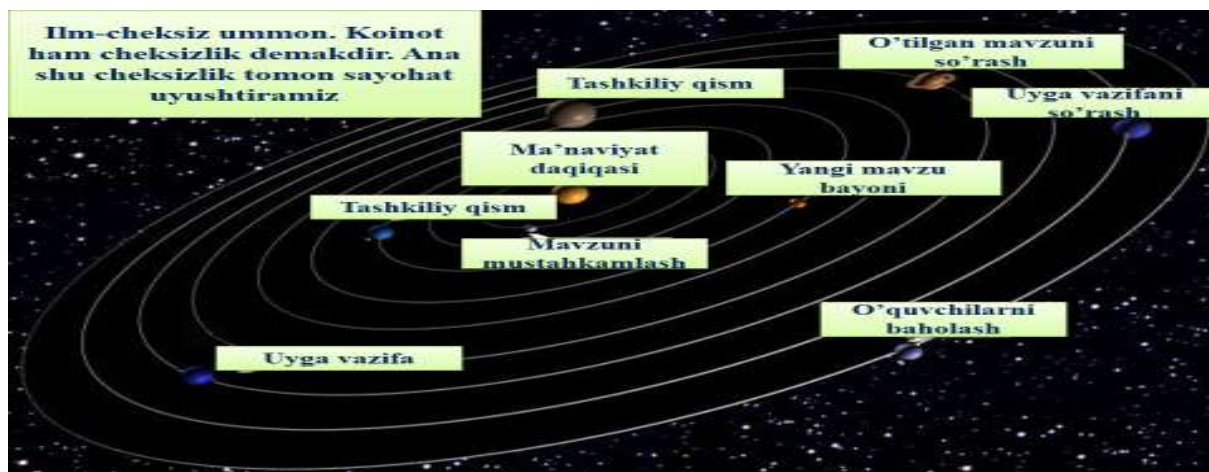 Ilm-cheksiz ummon. Koinot
ham cheksizlik demakdir. Ana
shu cheksizlik tomon sayohat
uyushtiramiz
O’tilgan mavzuni
so’rash
Tashkiliy qism
Uyga vazifani
so’rash
Ma’naviyat
daqiqasi
Yangi mavzu
bayoni
Tashkiliy qism
Mavzuni
mustahkamlash
O’quvchilarni
baholash
Uyga vazifa